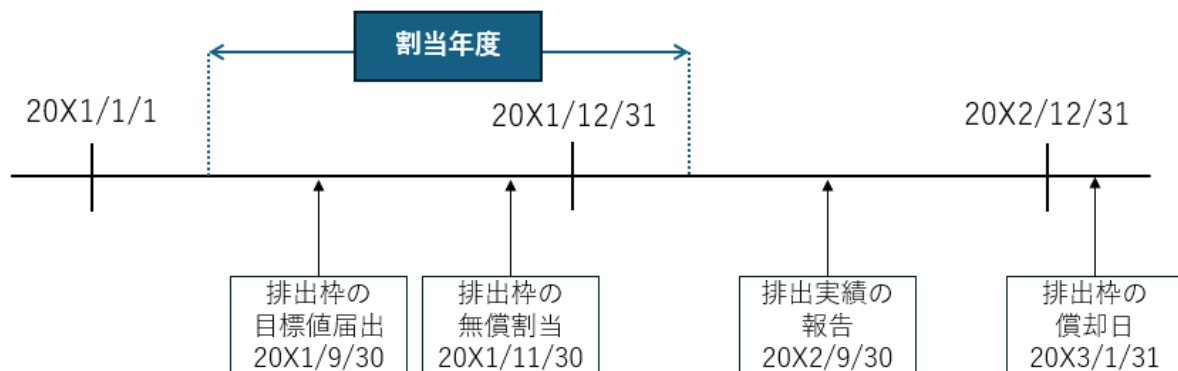 割当年度
20X1/1/1
20X1/12/31
20X2/12/31
排出枠の
目標値届出
20X1/9/30
排出枠の
無償割当
20X1/11/30
排出実績の
報告
20X2/9/30
排出枠の
償却日
20X3/1/31